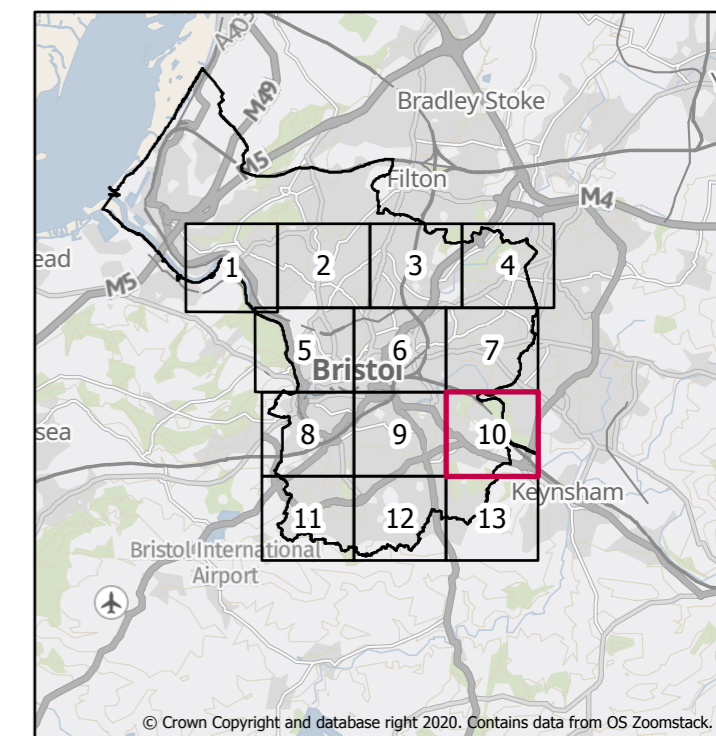 A403
M49
Bradley Stoke
M5
Filton
M4
ead
M5
1
2
3
4
5
6
7
Bristol
sea
8
9
10
Keynsham
11
12
13
Bristol International
Airport
© Crown Copyright and database right 2020. Contains data from OS Zoomstack.